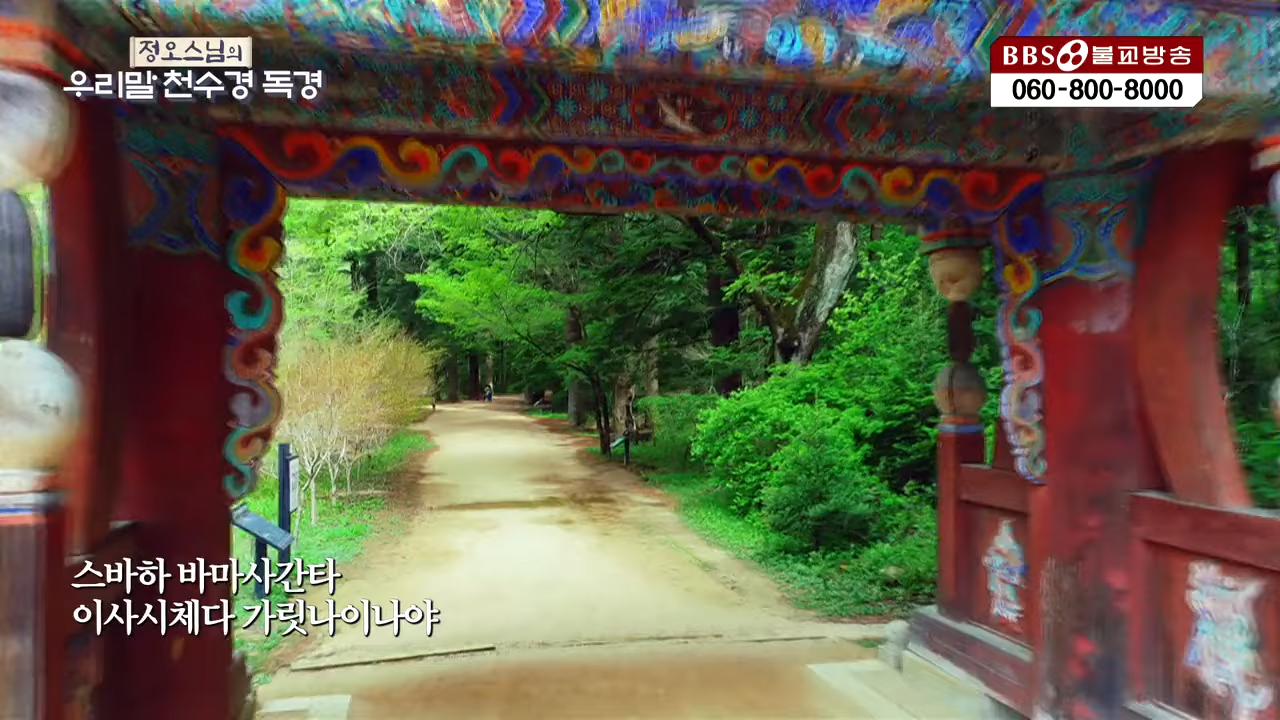 정오스님의
우리말 천수경 독경
BBS 불교방송
060-800-8000
스바하 바마사간타
이사시체다 가릿나이나야